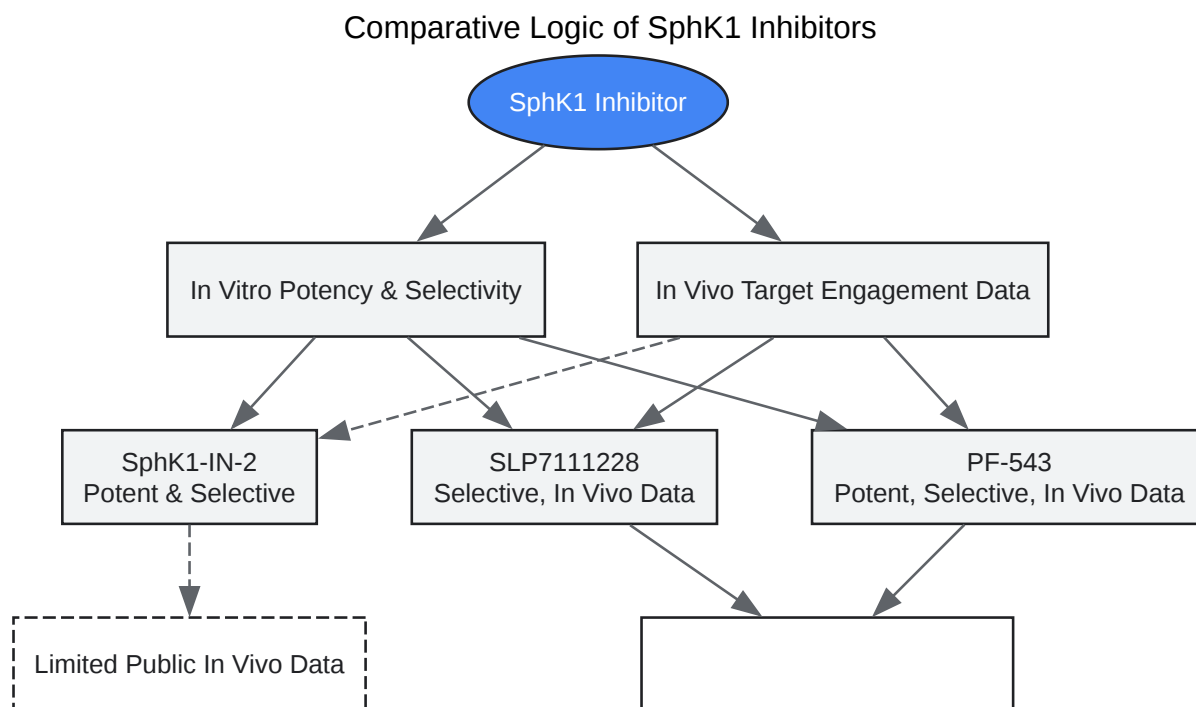 Comparative Logic of SphK1 Inhibitors
SphK1 Inhibitor
In Vitro Potency & Selectivity
In Vivo Target Engagement Data
SphK1-IN-2
Potent & Selective
SLP7111228
Selective, In Vivo Data
PF-543
Potent, Selective, In Vivo Data
Limited Public In Vivo Data